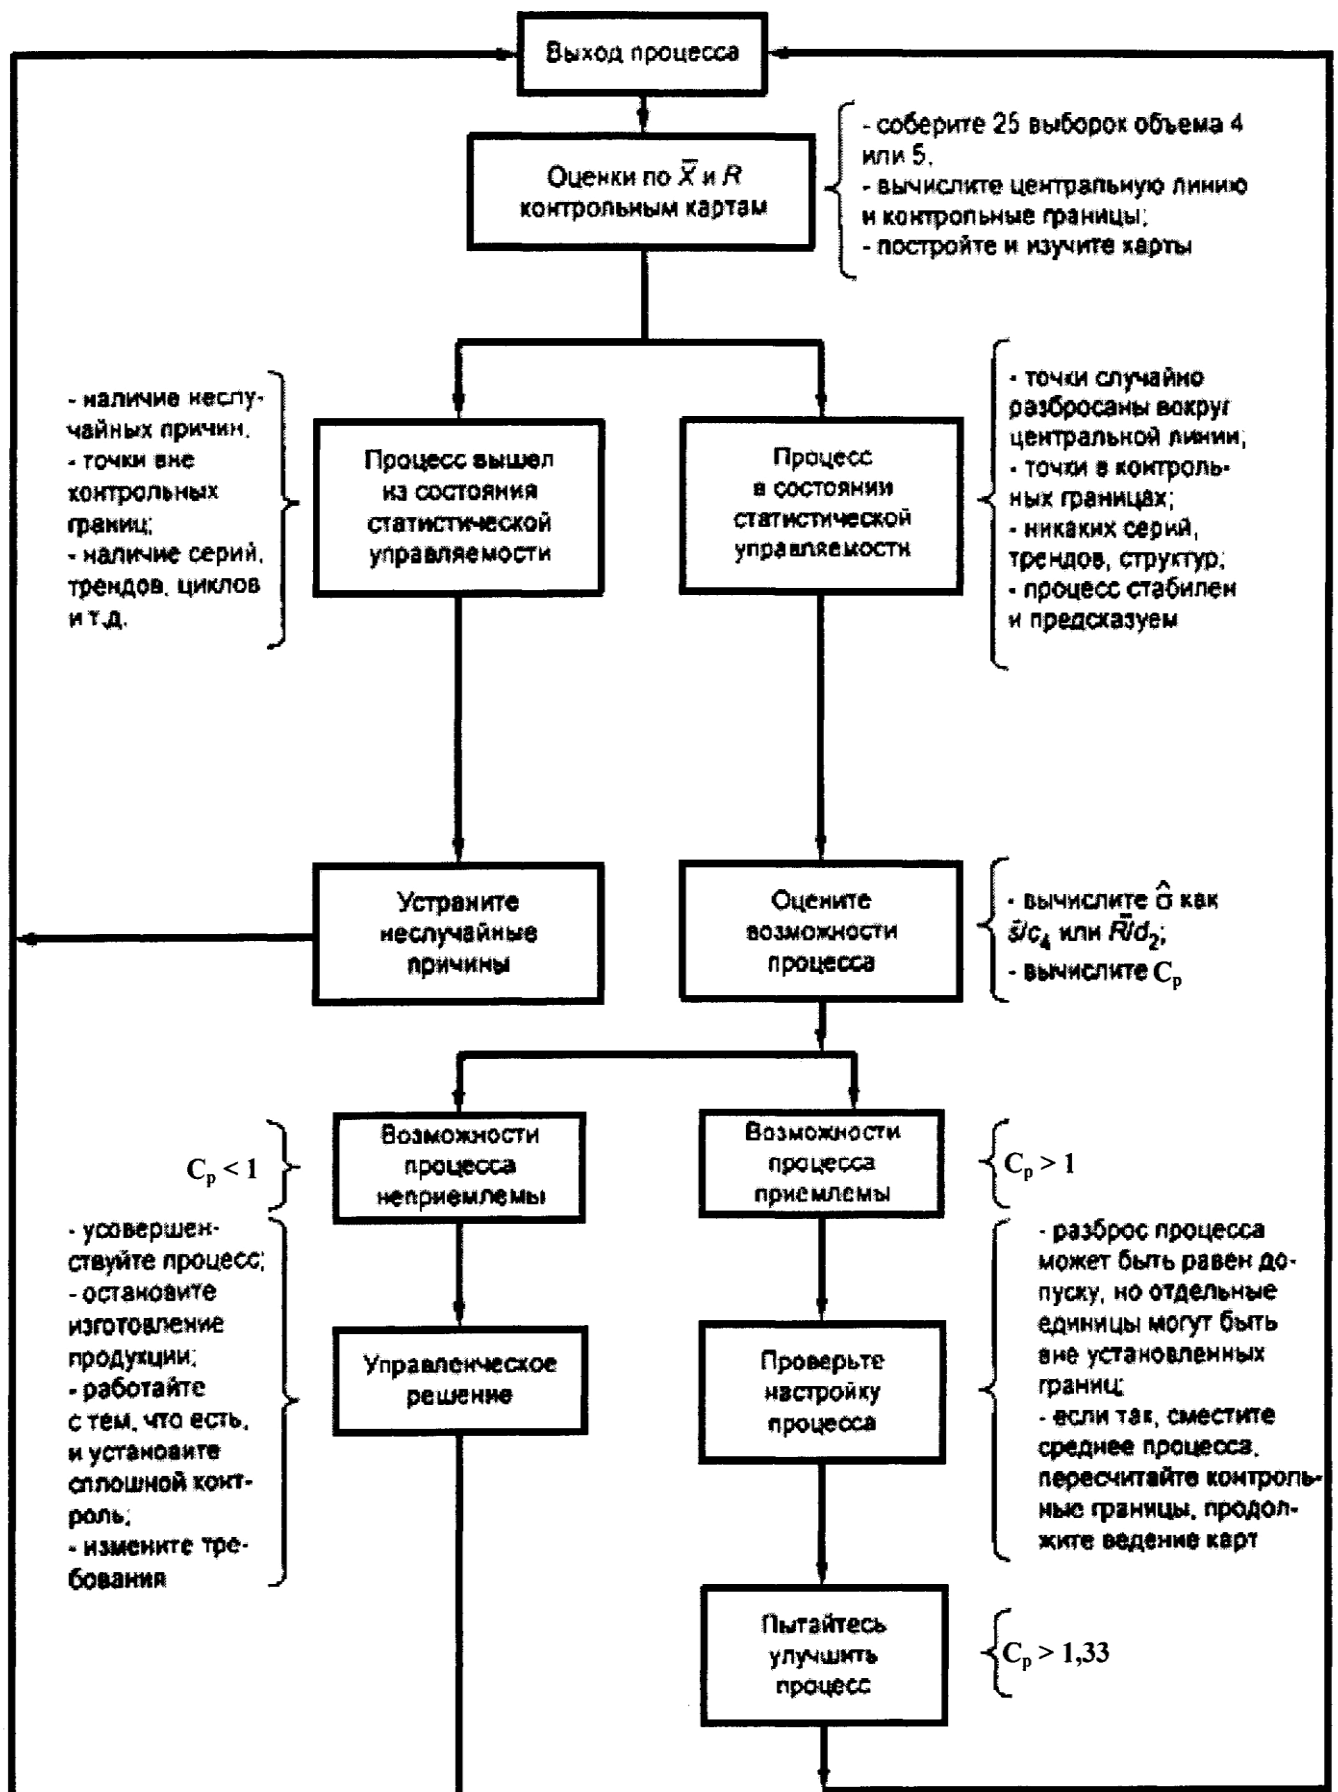 Выход процесса
Оценки по X̄ и R
контрольным картам
- соберите 25 выборок объема 4
или 5.
- вычислите центральную линию
и контрольные границы;
- постройте и изучите карты
- наличие неслу-
чайных причин.
- точки вне
контрольных
границ;
- наличие серий,
трендов, циклов
и т.д.
Процесс вышел
из состояния
статистической
управляемости
Процесс
в состоянии
статистической
управляемости
- точки случайно
разбросаны вокруг
центральной линии;
- точки в контроль-
ных границах;
- никаких серий,
трендов, структур;
- процесс стабилен
и предсказуем
Устраните
неслучайные
причины
Оцените
возможности
процесса
- вычислите σ̂ как
s̄/c₄ или R̄/d₂;
- вычислите Cₚ
Cₚ < 1
Возможности
процесса
неприемлемы
Возможности
процесса
приемлемы
Cₚ > 1
- усовершен-
ствуйте процесс;
- остановите
изготовление
продукции;
- работайте
с тем, что есть,
и установите
сплошной конт-
роль;
- измените тре-
бования
Управленческое
решение
Проверьте
настройку
процесса
- разброс процесса
может быть равен до-
пуску, но отдельные
единицы могут быть
вне установленных
границ;
- если так, сместите
среднее процесса,
пересчитайте контроль-
ные границы, продол-
жите ведение карт
Пытайтесь
улучшить
процесс
Cₚ > 1,33